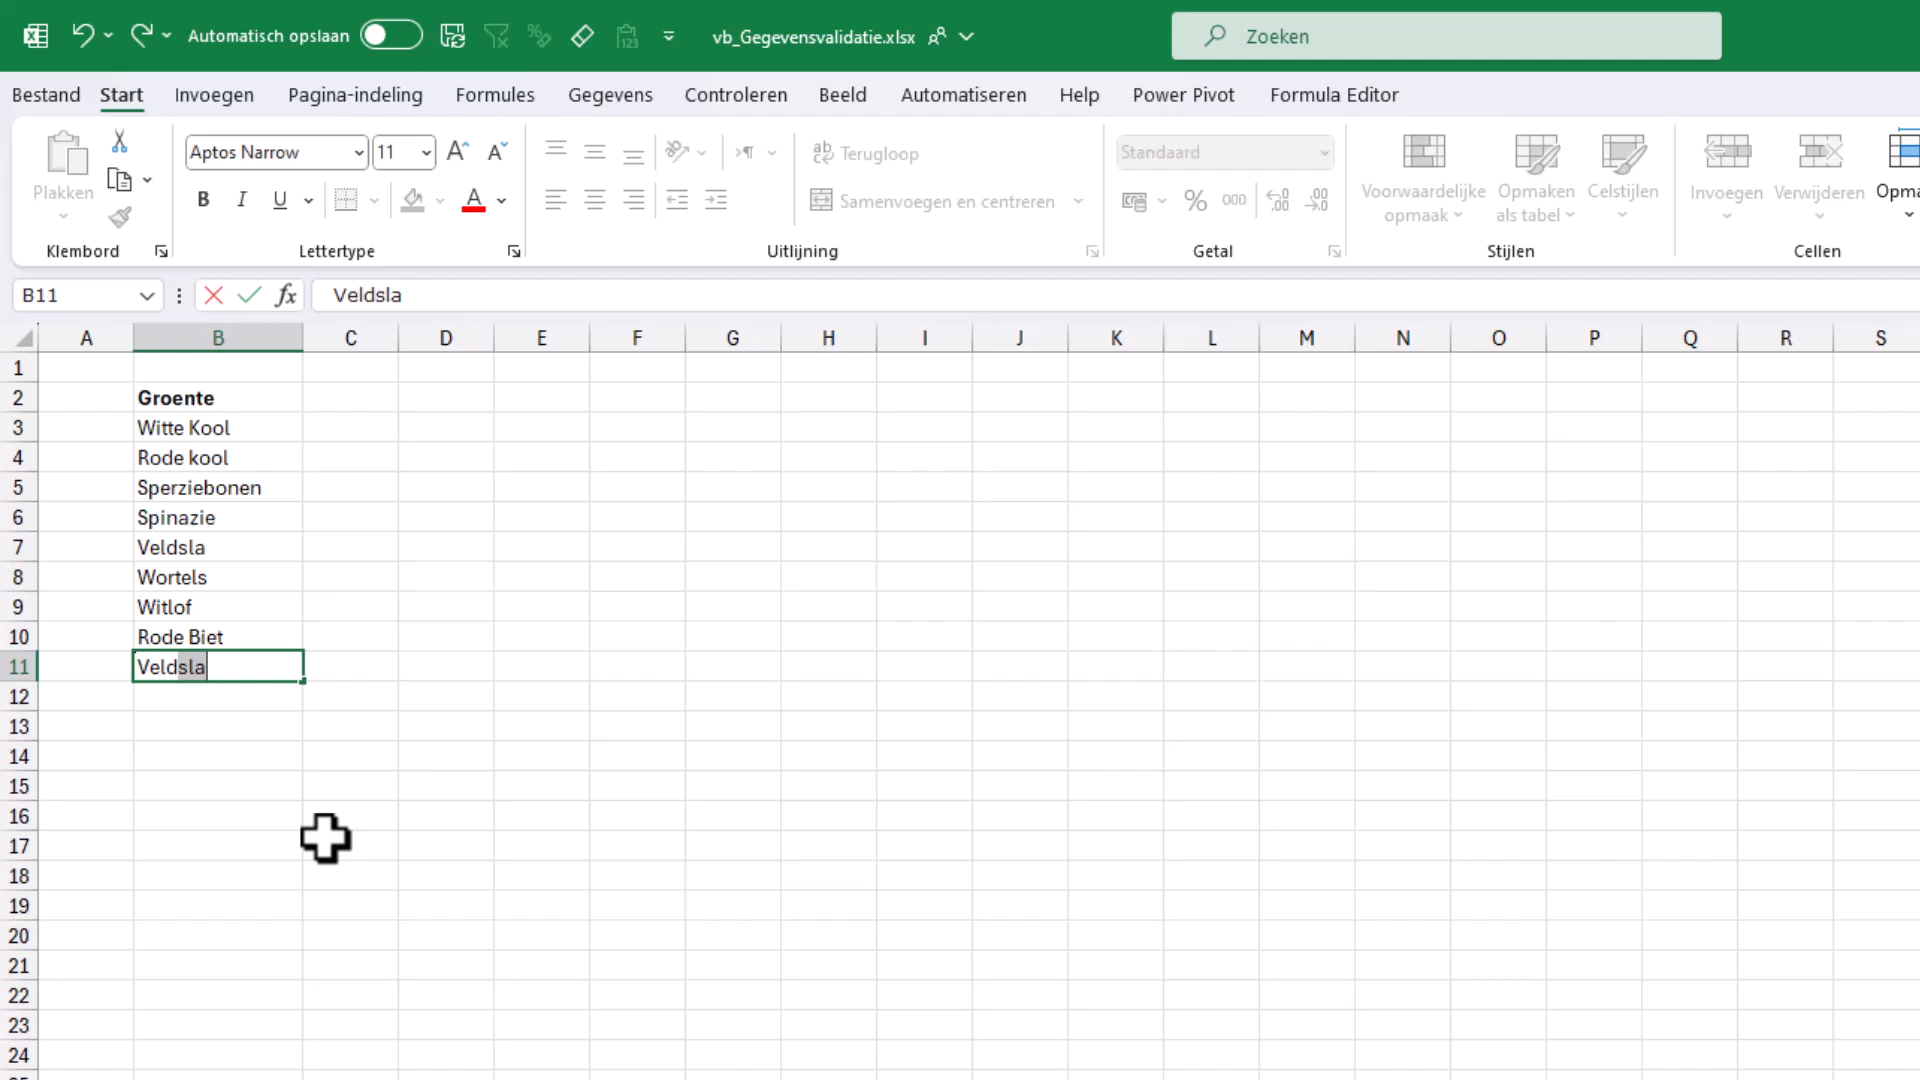 Automatisch opslaan
vb_Gegevensvalidatie.xlsx
Zoeken
Bestand Start Invoegen Pagina-indeling Formules Gegevens Controleren Beeld Automatiseren Help Power Pivot Formula Editor
Plakken
Klembord
Aptos Narrow 11
B I U A
Lettertype
Terugloop
Samenvoegen en centreren
Uitlijning
Standaard
% 000
Getal
Voorwaardelijke opmaak
Opmaken als tabel
Celstijlen
Stijlen
Invoegen Verwijderen Opma
Cellen
B11 fx Veldsla
A B C D E F G H I J K L M N O P Q R S
1
2 Groente
3 Witte Kool
4 Rode kool
5 Sperziebonen
6 Spinazie
7 Veldsla
8 Wortels
9 Witlof
10 Rode Biet
11 Veldsla
12
13
14
15
16
17
18
19
20
21
22
23
24